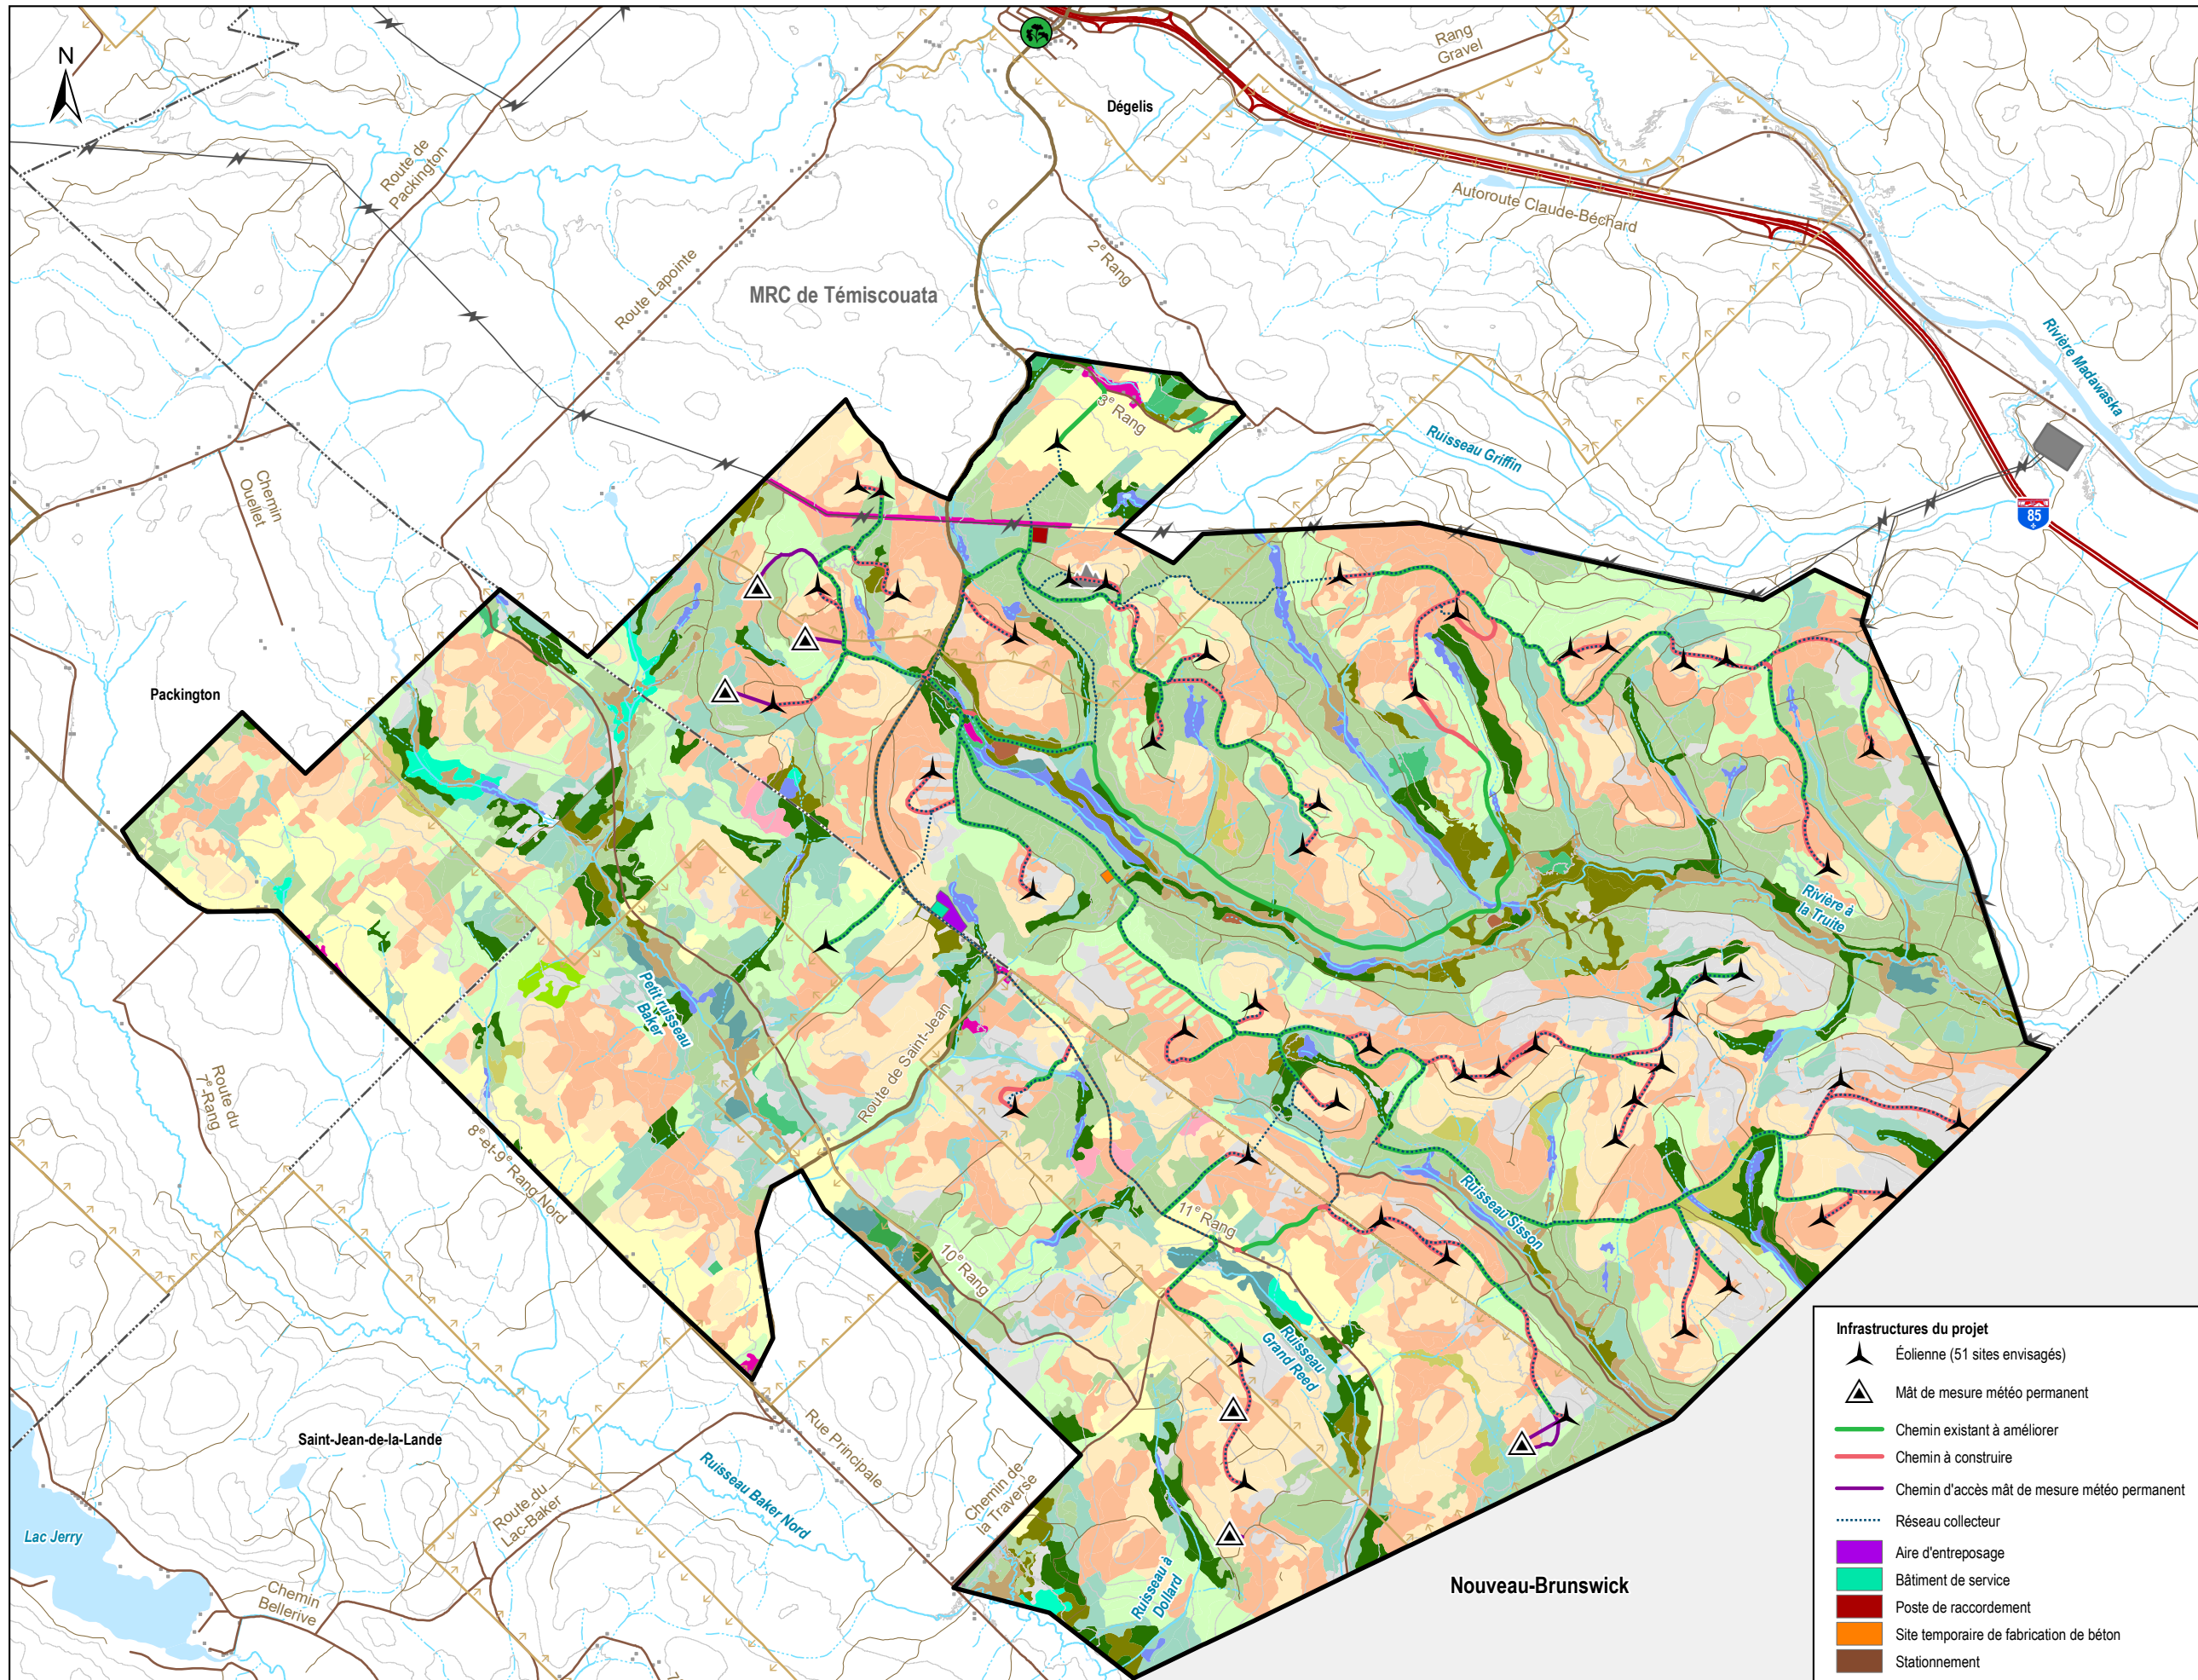 N
Rang
Gravel
Dégelis
Route de
Packington
Autoroute Claude-Béchard
2e Rang
Route Lapointe
MRC de Témiscouata
Rivière Madawaska
3e Rang
Ruisseau Griffin
Chemin
Ouellet
85
Packington
Rivière à
la Truite
Petit ruisseau
Baker
Route de Saint-Jean
Route du
7e-Rang
8e-et-9e Rang Nord
Ruisseau Sisson
11e Rang
10e Rang
Ruisseau
Grand Reed
Saint-Jean-de-la-Lande
Rue Principale
Ruisseau Baker Nord
Chemin de
la Traverse
Route du
Lac-Baker
Lac Jerry
Chemin
Bellerive
Ruisseau à
Dollard
Nouveau-Brunswick
Infrastructures du projet
Éolienne (51 sites envisagés)
Mât de mesure météo permanent
Chemin existant à améliorer
Chemin à construire
Chemin d'accès mât de mesure météo permanent
Réseau collecteur
Aire d'entreposage
Bâtiment de service
Poste de raccordement
Site temporaire de fabrication de béton
Stationnement